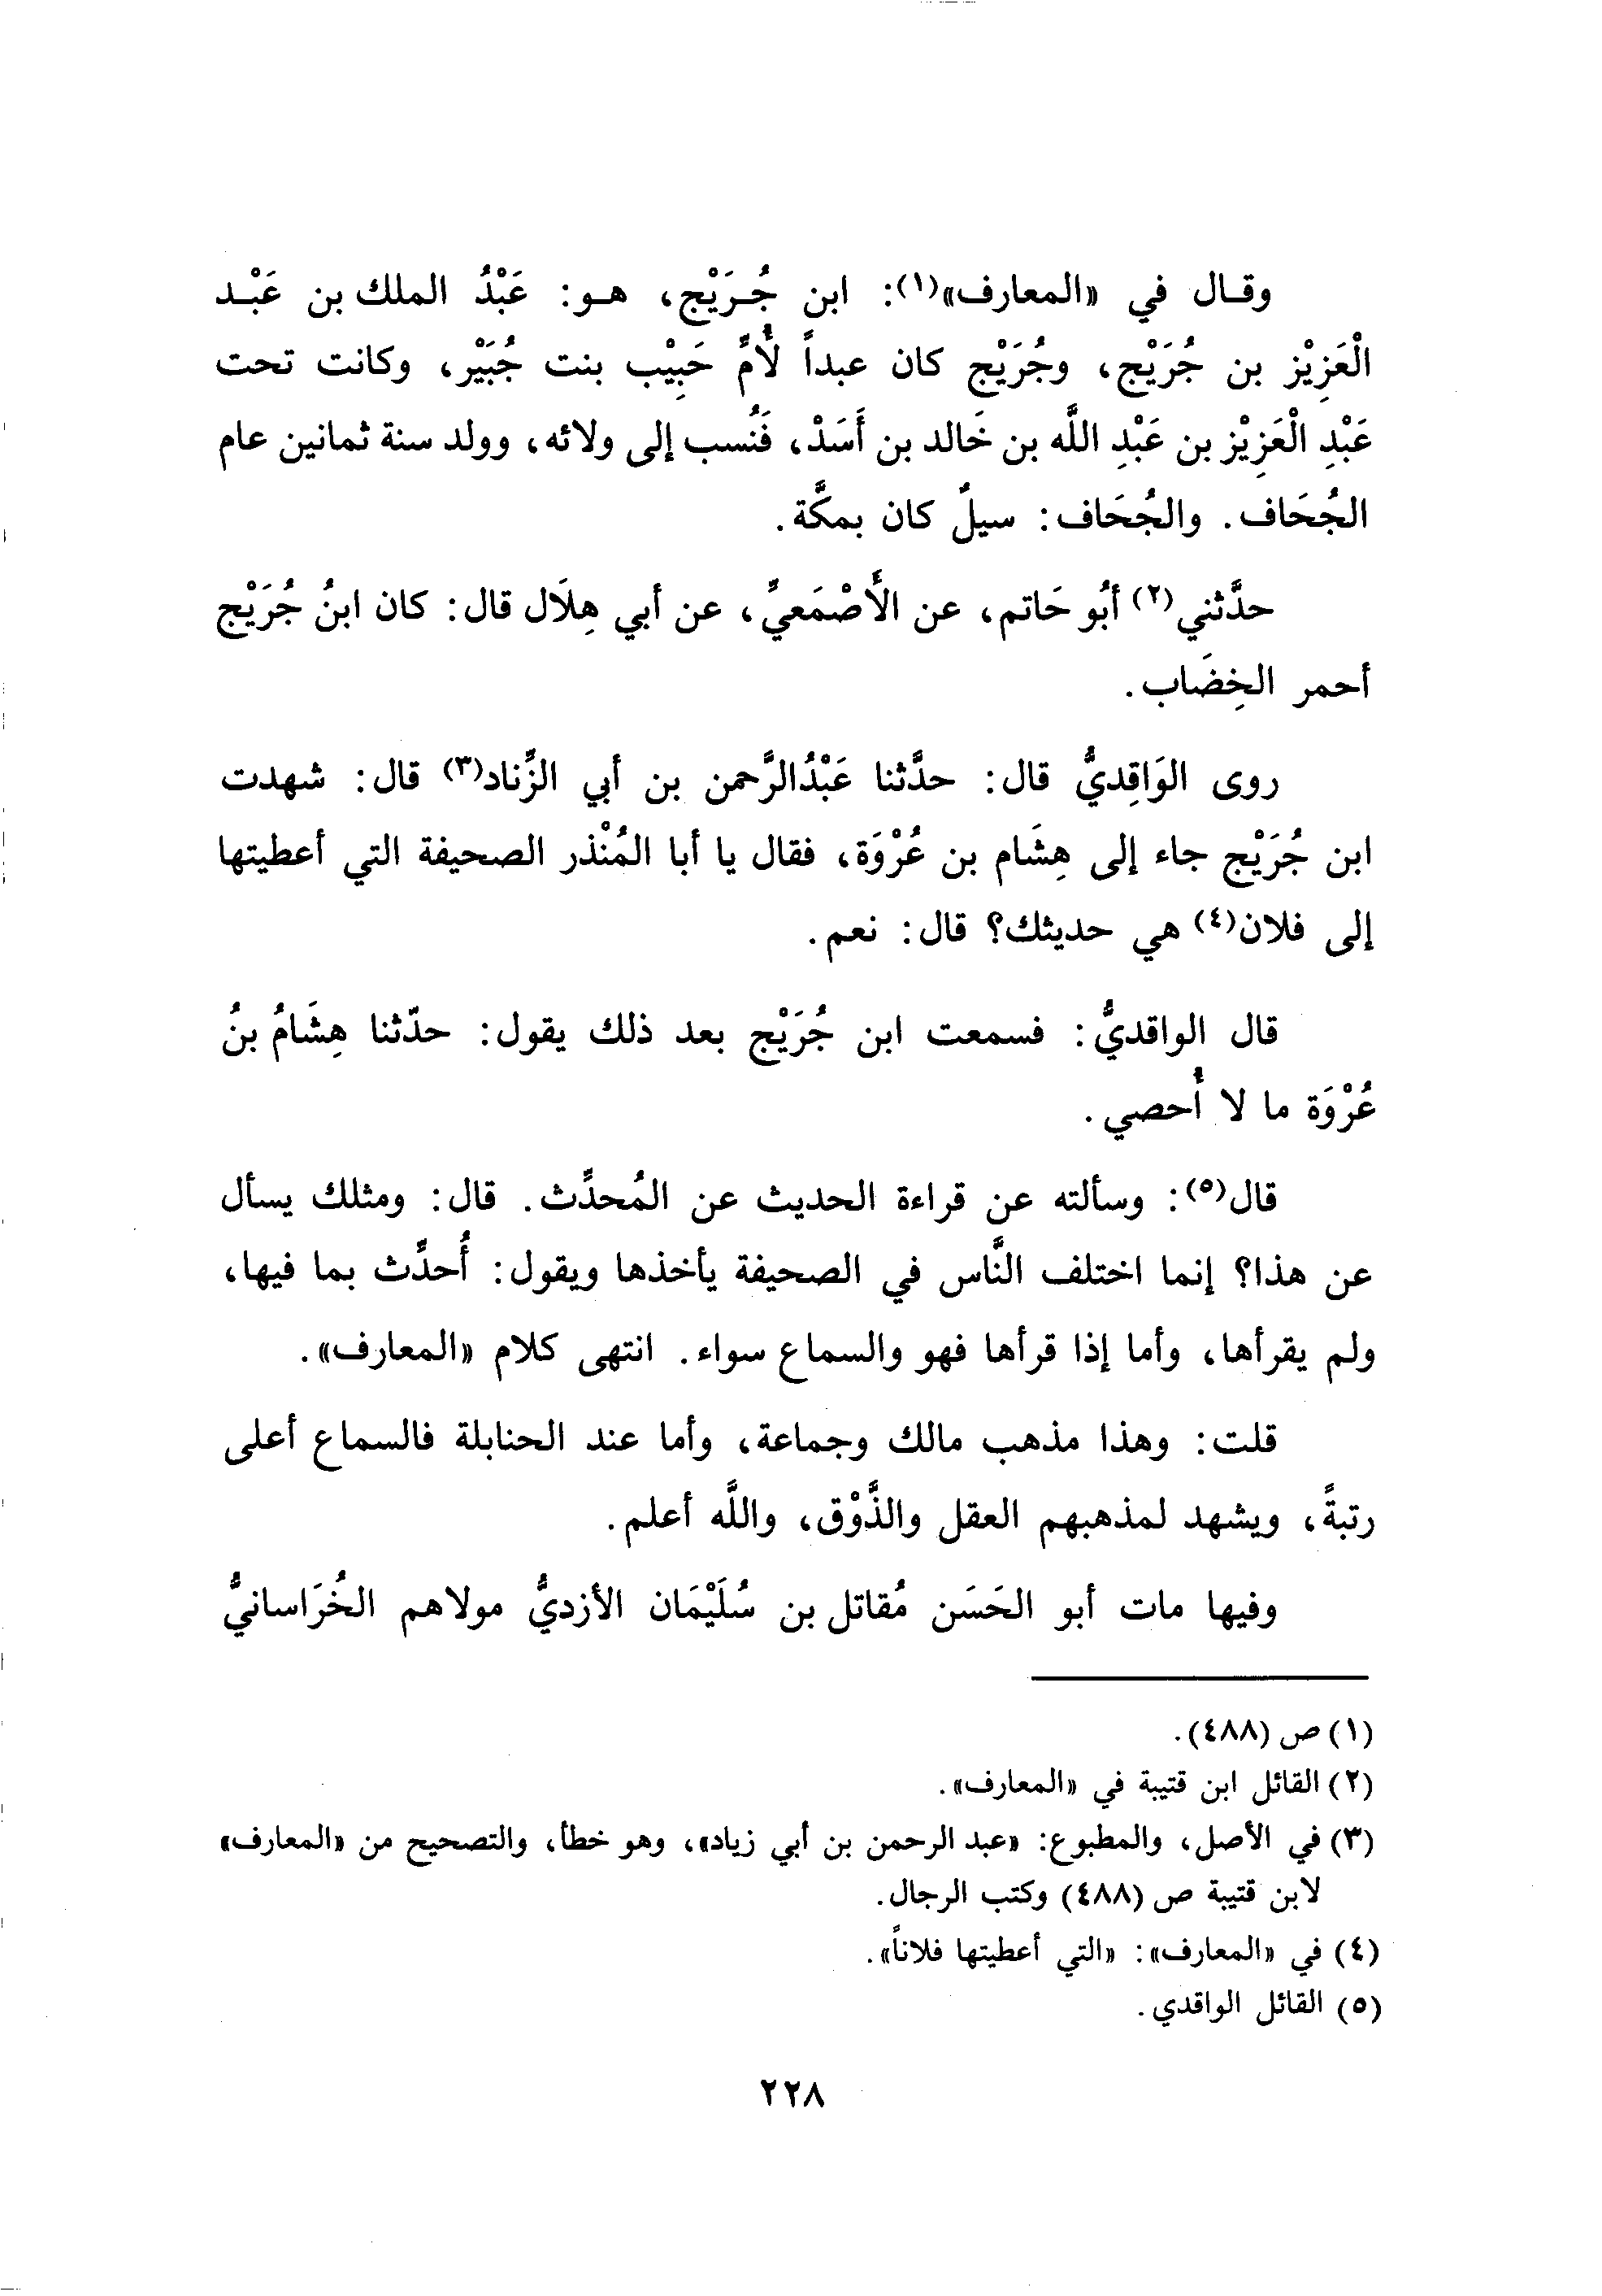 وقال في «المعارف»(١): ابن جُرَيْج، هو: عَبْدُ الملك بن عَبْد
الْعَزِيْز بن جُرَيْج، وجُرَيْج كان عبداً لأُمِّ حَبِيْب بنت جُبَيْر، وكانت تحت
عَبْدِ الْعَزِيْز بن عَبْدِ اللَّه بن خَالد بن أَسَدْ، فَنُسب إلى ولائه، وولد سنة ثمانين عام
الجُحَاف. والجُحَاف: سيلٌ كان بمكَّة.
حدَّثني(٢) أبُو حَاتم، عن الأَصْمَعيِّ، عن أبي هِلَال قال: كان ابنُ جُرَيْج
أحمر الخِضَاب.
روى الوَاقِديُّ قال: حدَّثنا عَبْدُالرَّحمن بن أبي الزِّناد(٣) قال: شهدت
ابن جُرَيْج جاء إلى هِشَام بن عُرْوَة، فقال يا أبا المُنْذر الصحيفة التي أعطيتها
إلى فلان(٤) هي حديثك؟ قال: نعم.
قال الواقديُّ: فسمعت ابن جُرَيْج بعد ذلك يقول: حدّثنا هِشَامُ بنُ
عُرْوَة ما لا أُحصي.
قال(٥): وسألته عن قراءة الحديث عن المُحدِّث. قال: ومثلك يسأل
عن هذا؟ إنما اختلف النَّاس في الصحيفة يأخذها ويقول: أُحدِّث بما فيها،
ولم يقرأها، وأما إذا قرأها فهو والسماع سواء. انتهى كلام «المعارف».
قلت: وهذا مذهب مالك وجماعة، وأما عند الحنابلة فالسماع أعلى
رتبةً، ويشهد لمذهبهم العقل والذَّوْق، واللَّه أعلم.
وفيها مات أبو الحَسَن مُقاتل بن سُلَيْمَان الأزديُّ مولاهم الخُرَاسانيُّ
(١) ص (٤٨٨).
(٢) القائل ابن قتيبة في «المعارف».
(٣) في الأصل، والمطبوع: «عبد الرحمن بن أبي زياد»، وهو خطأ، والتصحيح من «المعارف»
لابن قتيبة ص (٤٨٨) وكتب الرجال.
(٤) في «المعارف»: «التي أعطيتها فلاناً».
(٥) القائل الواقدي.
٢٢٨